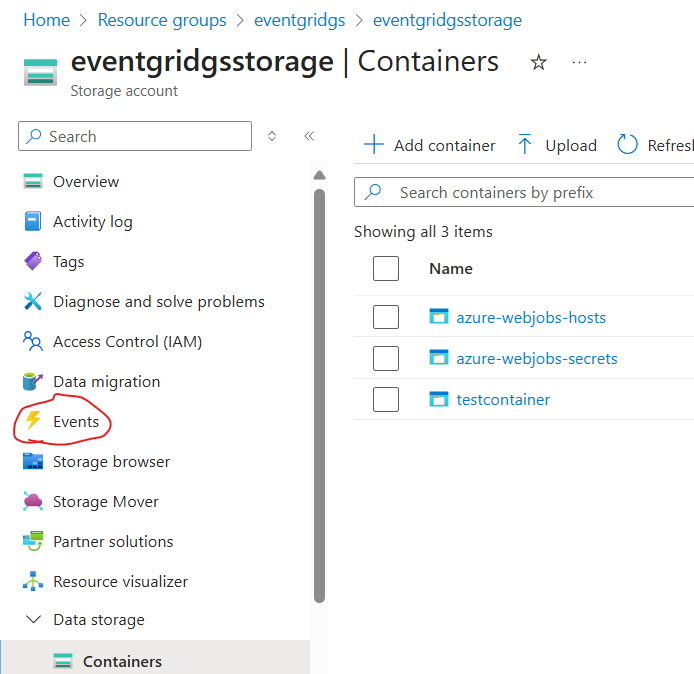 Home > Resource groups > eventgridgs > eventgridgsstorage >
eventgridgsstorage | Containers
Storage account
Search
Overview
Activity log
Tags
Diagnose and solve problems
Access Control (IAM)
Data migration
Events
Storage browser
Storage Mover
Partner solutions
Resource visualizer
Data storage
Containers
Add container Upload Refresh
Search containers by prefix
Showing all 3 items
Name
azure-webjobs-hosts
azure-webjobs-secrets
testcontainer